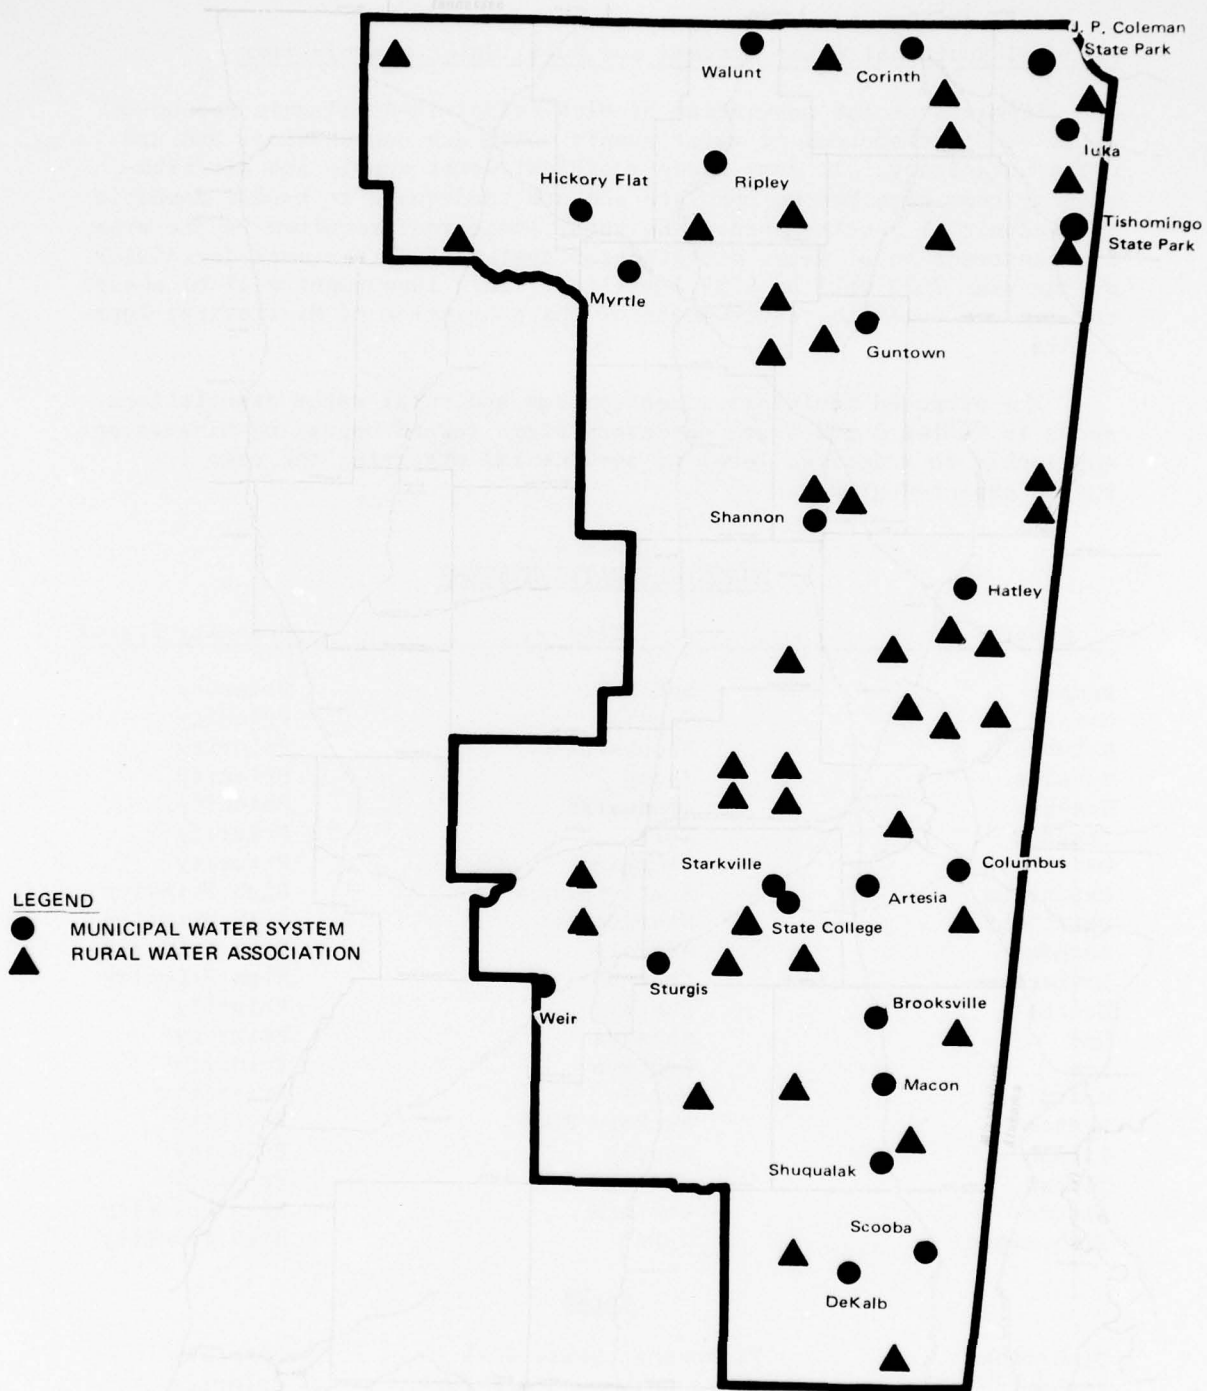 J. P. Coleman
State Park
Walunt
Corinth
Iuka
Hickory Flat
Ripley
Tishomingo
State Park
Myrtle
Guntown
Shannon
Hatley
Starkville
Columbus
Artesia
LEGEND
MUNICIPAL WATER SYSTEM
State College
RURAL WATER ASSOCIATION
Sturgis
Brooksville
Weir
Macon
Shuqualak
Scooba
DeKalb